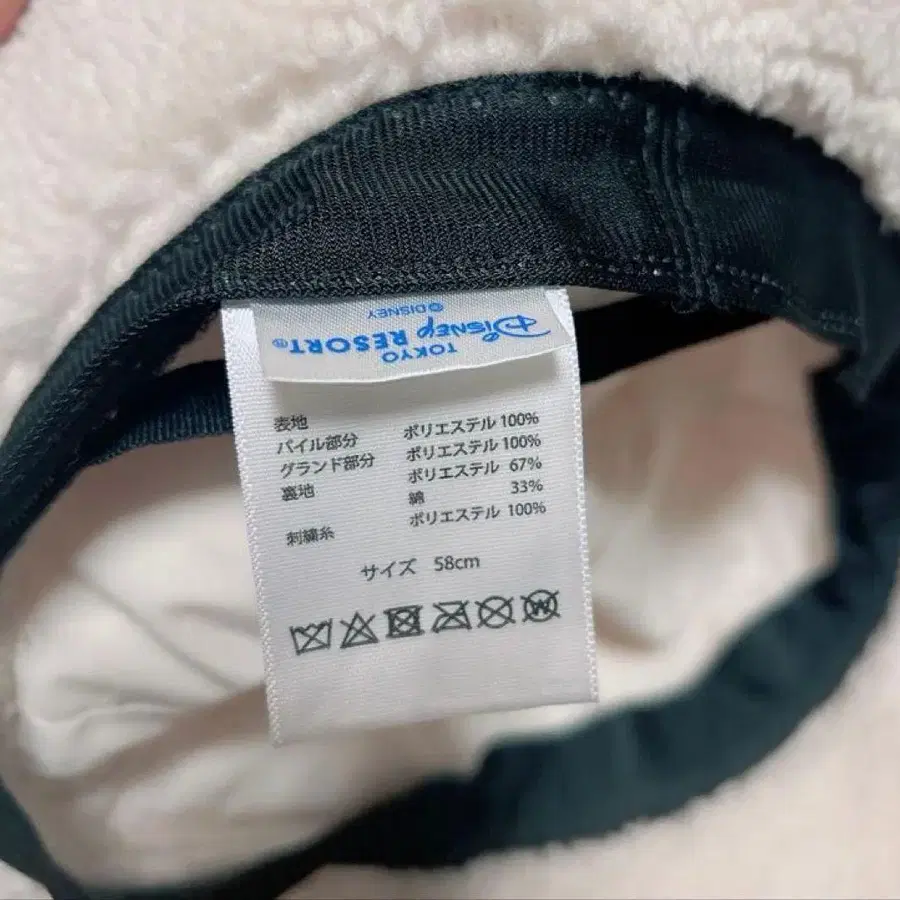 TOKYO
Disney RESORT®
©DISNEY
表地
パイル部分 ポリエステル 100%
グランド部分 ポリエステル 100%
裏地 ポリエステル 67%
綿 33%
刺繍糸 ポリエステル 100%
サイズ 58cm